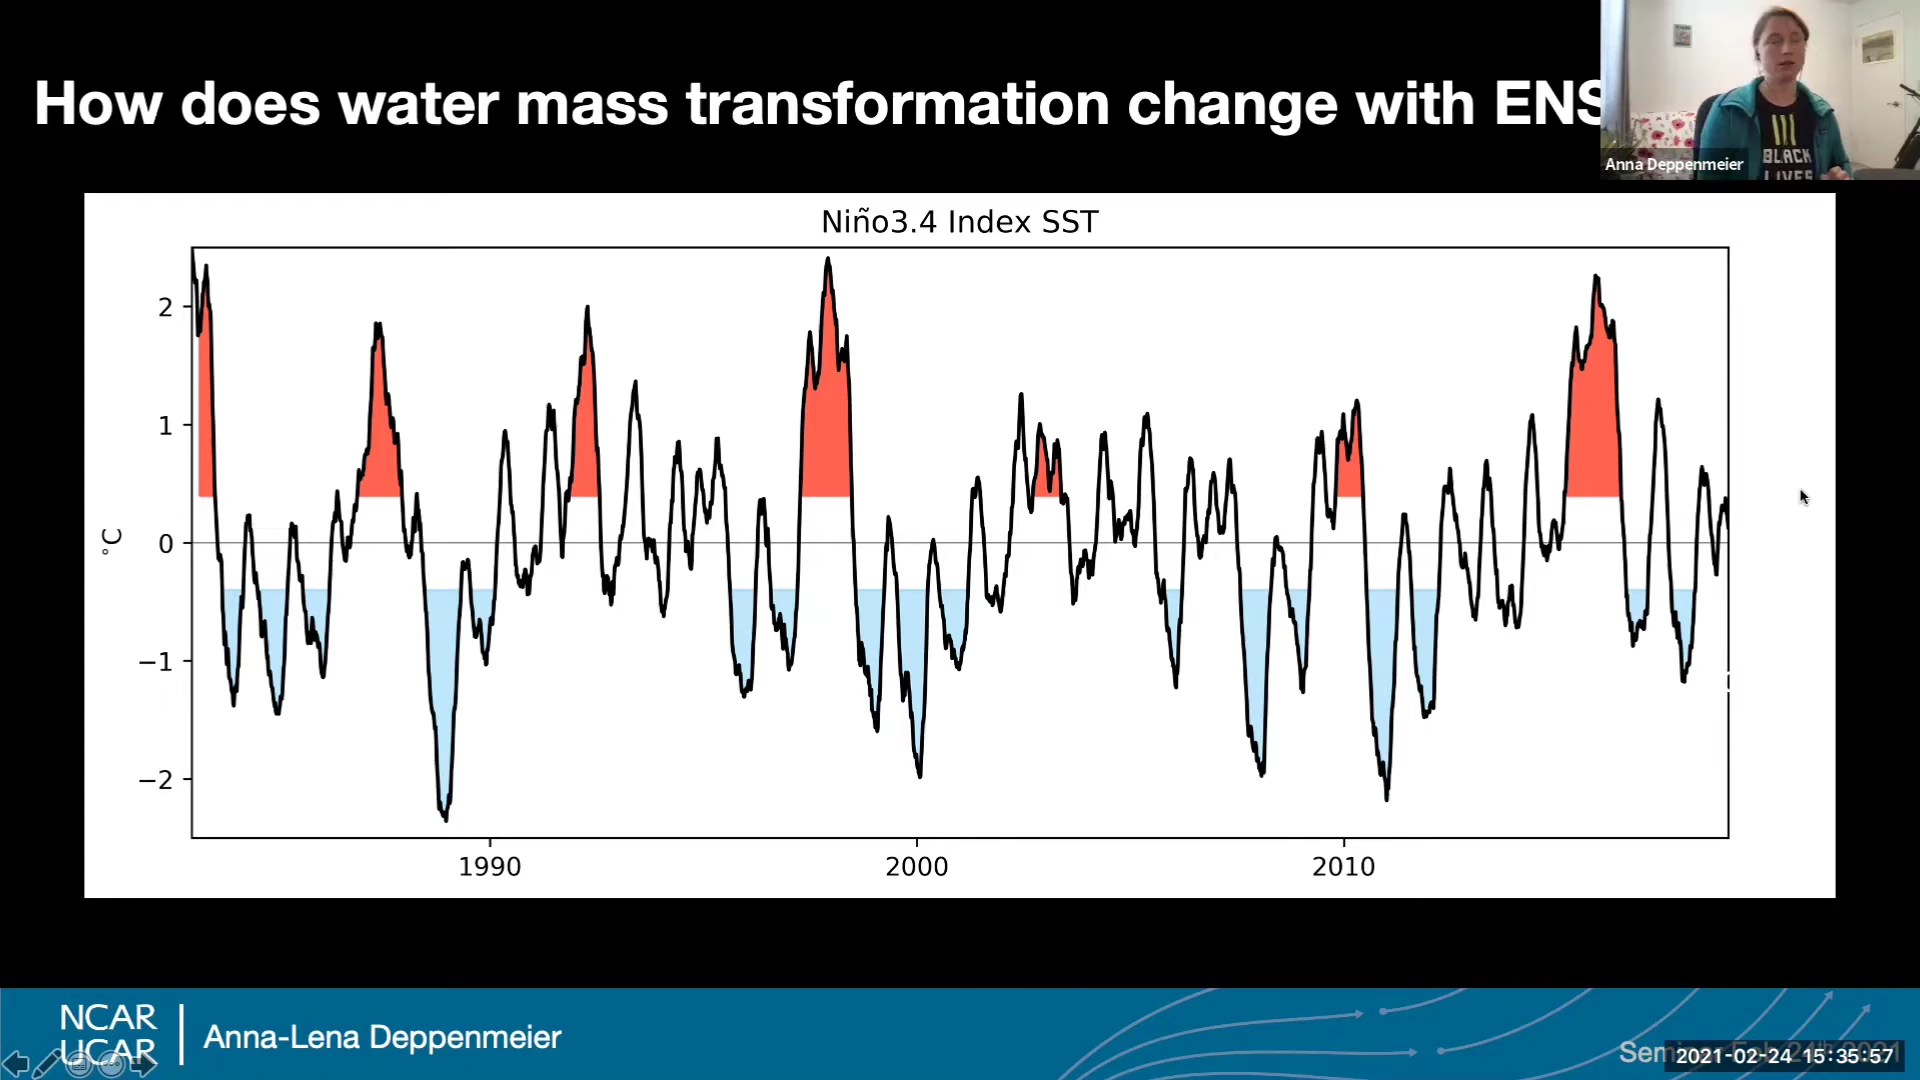 How does water mass transformation change with ENS
Anna Deppenmeier
BLACK
LIVES
Niño3.4 Index SST
°C
2
1
0
−1
−2
1990
2000
2010
NCAR
UCAR
Anna-Lena Deppenmeier
2021-02-24 15:35:57